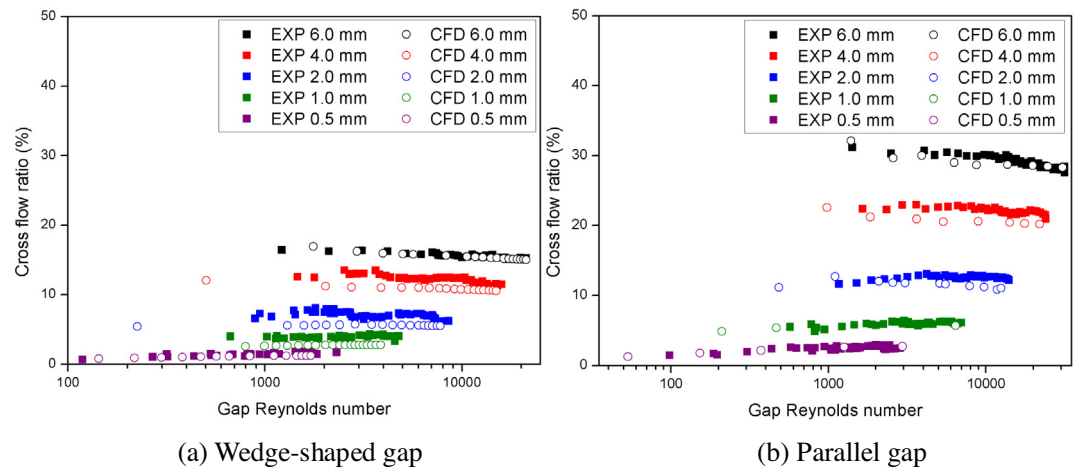 50
40
30
20
10
0
Cross flow ratio (%)
EXP 6.0 mm CFD 6.0 mm
EXP 4.0 mm CFD 4.0 mm
EXP 2.0 mm CFD 2.0 mm
EXP 1.0 mm CFD 1.0 mm
EXP 0.5 mm CFD 0.5 mm
100 1000 10000
Gap Reynolds number
(a) Wedge-shaped gap
50
40
30
20
10
0
Cross flow ratio (%)
EXP 6.0 mm CFD 6.0 mm
EXP 4.0 mm CFD 4.0 mm
EXP 2.0 mm CFD 2.0 mm
EXP 1.0 mm CFD 1.0 mm
EXP 0.5 mm CFD 0.5 mm
100 1000 10000
Gap Reynolds number
(b) Parallel gap